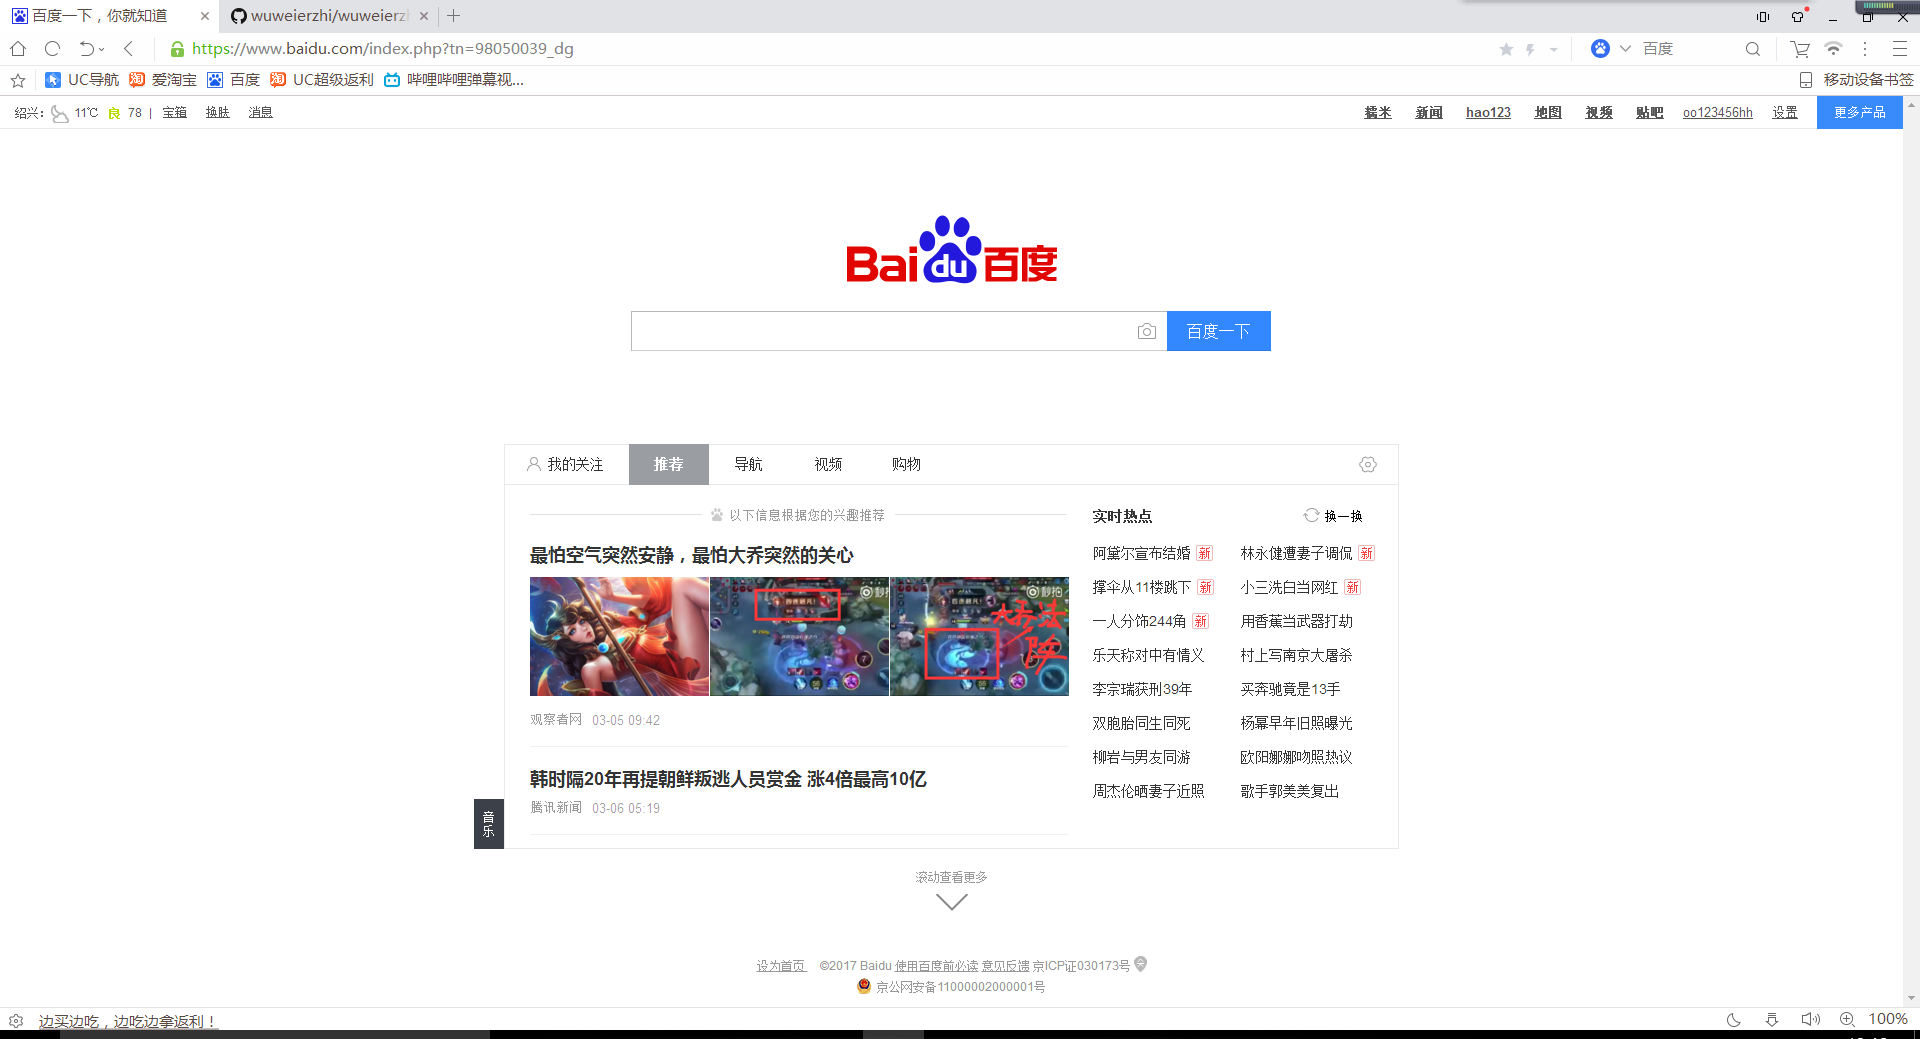 百度一下，你就知道
wuweierzhi/wuweierz
https://www.baidu.com/index.php?tn=98050039_dg
百度
UC导航 爱淘宝 百度 UC超级返利 哔哩哔哩弹幕视...
移动设备书签
绍兴： 11℃ 良 78 | 宝箱 换肤 消息
糯米 新闻 hao123 地图 视频 贴吧 oo123456hh 设置 更多产品
Bai du 百度
百度一下
我的关注 推荐 导航 视频 购物
以下信息根据您的兴趣推荐
最怕空气突然安静，最怕大乔突然的关心
秒拍
秒拍
大乔法阵
观察者网 03-05 09:42
韩时隔20年再提朝鲜叛逃人员赏金 涨4倍最高10亿
腾讯新闻 03-06 05:19
实时热点 换一换
阿黛尔宣布结婚 新 林永健遭妻子调侃 新
撑伞从11楼跳下 新 小三洗白当网红 新
一人分饰244角 新 用香蕉当武器打劫
乐天称对中有情义 村上写南京大屠杀
李宗瑞获刑39年 买奔驰竟是13手
双胞胎同生同死 杨幂早年旧照曝光
柳岩与男友同游 欧阳娜娜吻照热议
周杰伦晒妻子近照 歌手郭美美复出
音乐
滚动查看更多
设为首页 ©2017 Baidu 使用百度前必读 意见反馈 京ICP证030173号
京公网安备11000002000001号
边买边吃，边吃边拿返利！
100%